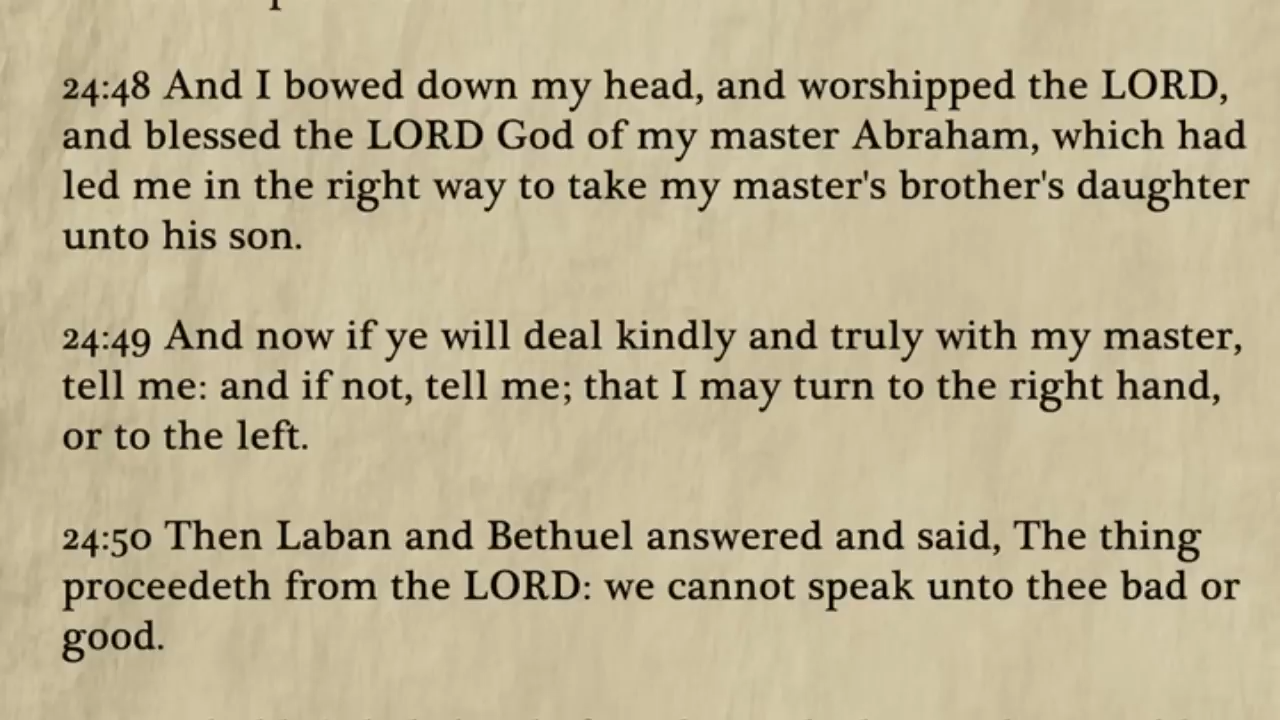 24:48 And I bowed down my head, and worshipped the LORD,
and blessed the LORD God of my master Abraham, which had
led me in the right way to take my master's brother's daughter
unto his son.
24:49 And now if ye will deal kindly and truly with my master,
tell me: and if not, tell me; that I may turn to the right hand,
or to the left.
24:50 Then Laban and Bethuel answered and said, The thing
proceedeth from the LORD: we cannot speak unto thee bad or
good.